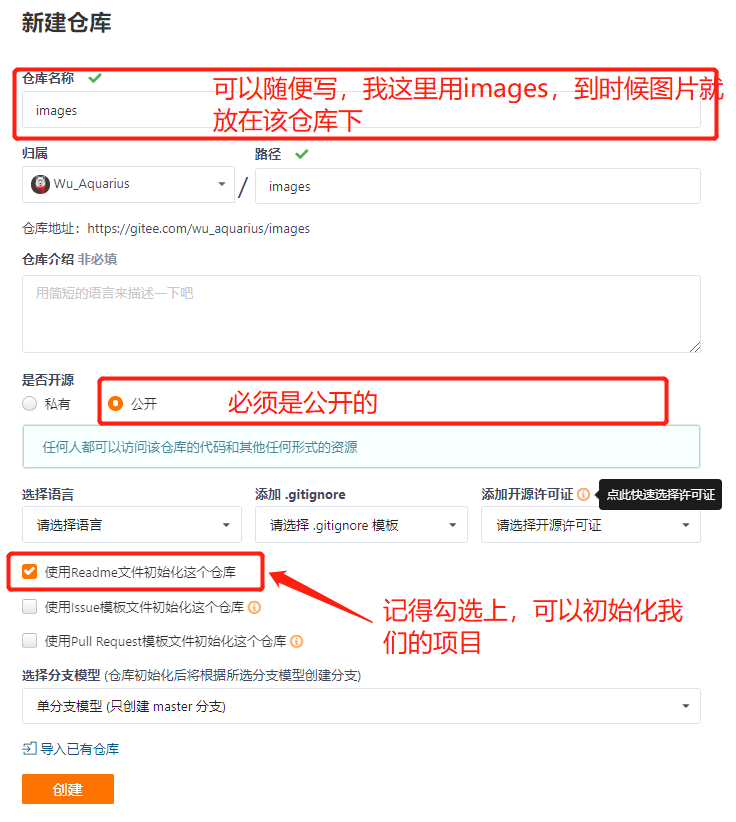 新建仓库
仓库名称
可以随便写，我这里用images，到时候图片就
放在该仓库下
images
归属
路径
Wu_Aquarius
/
images
仓库地址：https://gitee.com/wu_aquarius/images
仓库介绍 非必填
用简短的语言来描述一下吧
是否开源
私有
公开
必须是公开的
任何人都可以访问该仓库的代码和其他任何形式的资源
选择语言
添加 .gitignore
添加开源许可证
点此快速选择许可证
请选择语言
请选择 .gitignore 模板
请选择开源许可证
使用Readme文件初始化这个仓库
使用Issue模板文件初始化这个仓库
记得勾选上，可以初始化我
们的项目
使用Pull Request模板文件初始化这个仓库
选择分支模型 (仓库初始化后将根据所选分支模型创建分支)
单分支模型 (只创建 master 分支)
导入已有仓库
创建